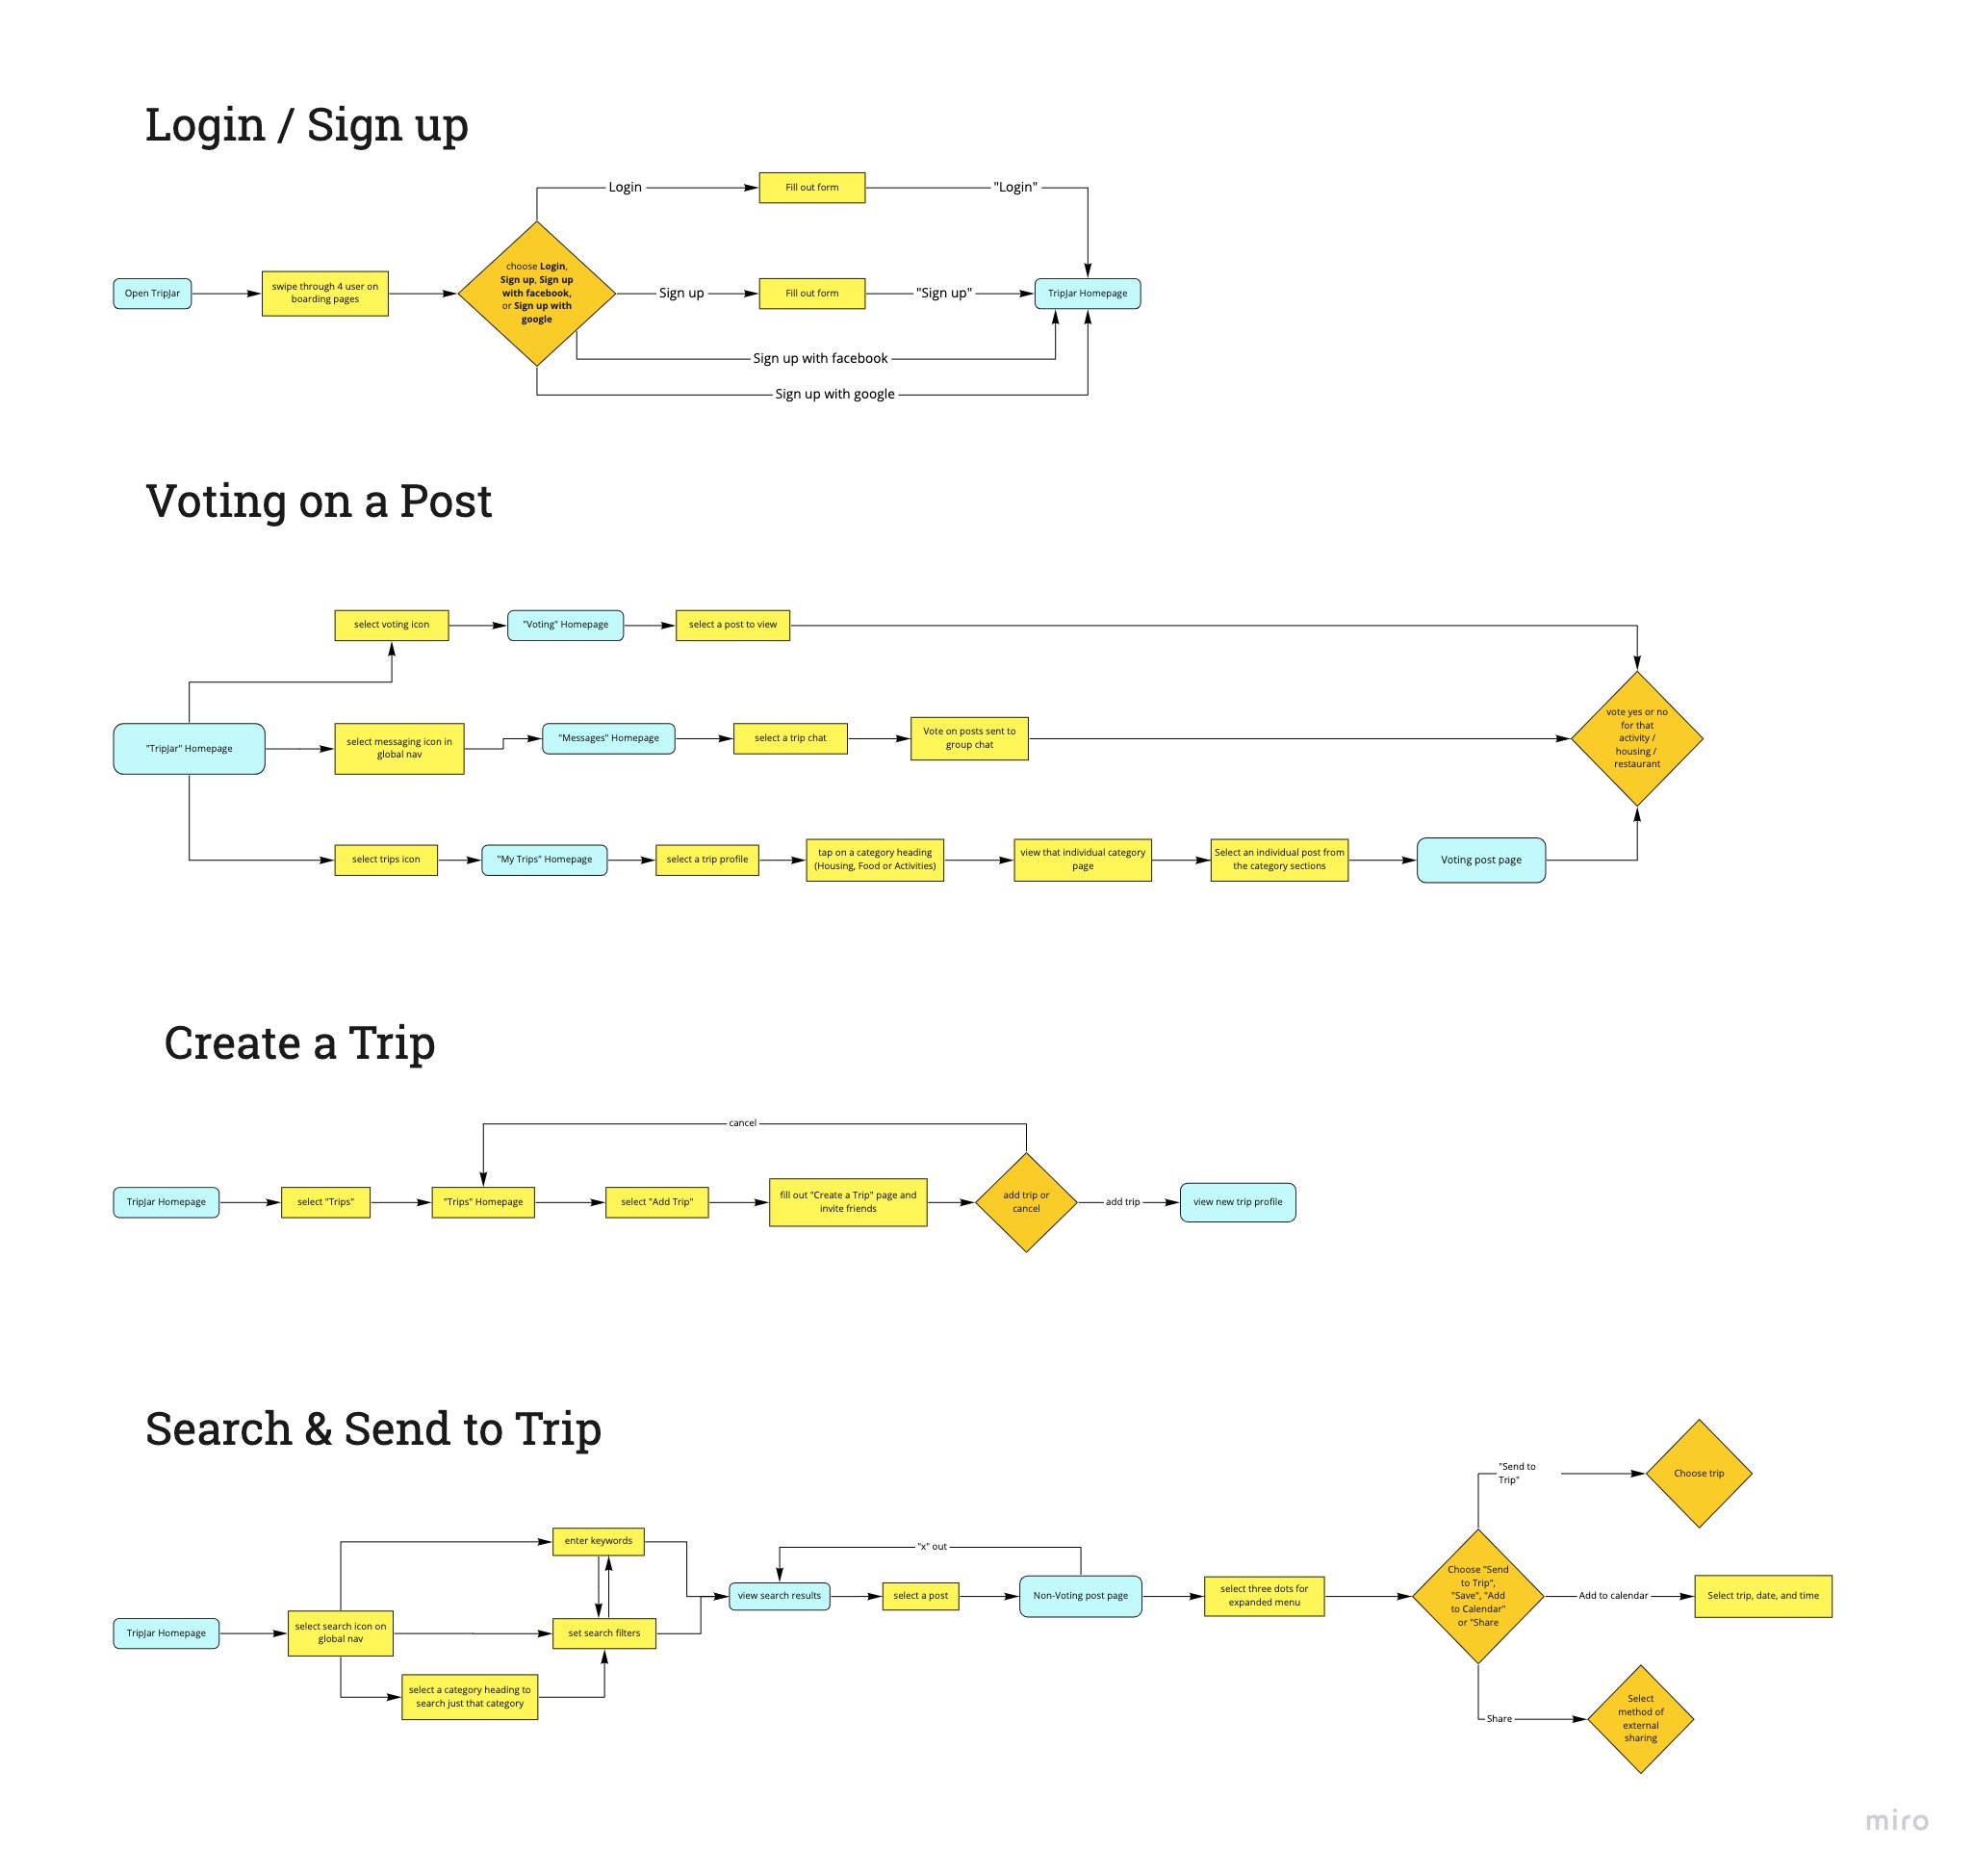 Login / Sign up
Login
Fill out form
"Login"
Open TripJar
swipe through 4 user on
boarding pages
choose Login,
Sign up, Sign up
with facebook,
or Sign up with
google
Sign up
Fill out form
"Sign up"
TripJar Homepage
Sign up with facebook
Sign up with google
Voting on a Post
select voting icon
"Voting" Homepage
select a post to view
"TripJar" Homepage
select messaging icon in
global nav
"Messages" Homepage
select a trip chat
Vote on posts sent to
group chat
vote yes or no
for that
activity /
housing /
restaurant
select trips icon
"My Trips" Homepage
select a trip profile
tap on a category heading
(Housing, Food or Activities)
view that individual category
page
Select an individual post from
the category sections
Voting post page
Create a Trip
cancel
TripJar Homepage
select "Trips"
"Trips" Homepage
select "Add Trip"
fill out "Create a Trip" page and
invite friends
add trip or
cancel
add trip
view new trip profile
Search & Send to Trip
"Send to
Trip"
Choose trip
enter keywords
"x" out
TripJar Homepage
select search icon on
global nav
set search filters
select a category heading to
search just that category
view search results
select a post
Non-Voting post page
select three dots for
expanded menu
Choose "Send
to Trip",
"Save", "Add
to Calendar"
or "Share
Add to calendar
Select trip, date, and time
Share
Select
method of
external
sharing
miro